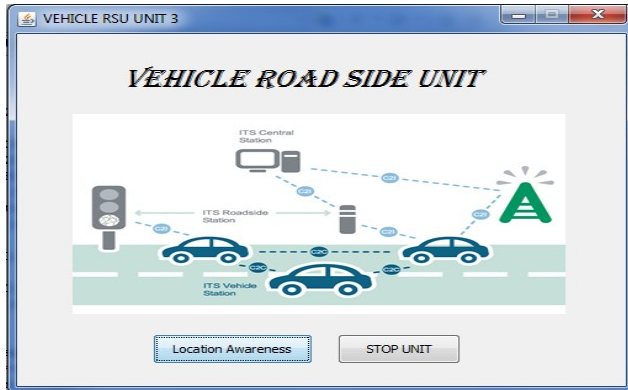 VEHICLE RSU UNIT 3
VEHICLE ROAD SIDE UNIT
ITS Central
Station
C2I
C2I
ITS Roadside
Station
C2I
C2I
C2I
C2C
C2C
C2C
ITS Vehicle
Station
Location Awareness
STOP UNIT